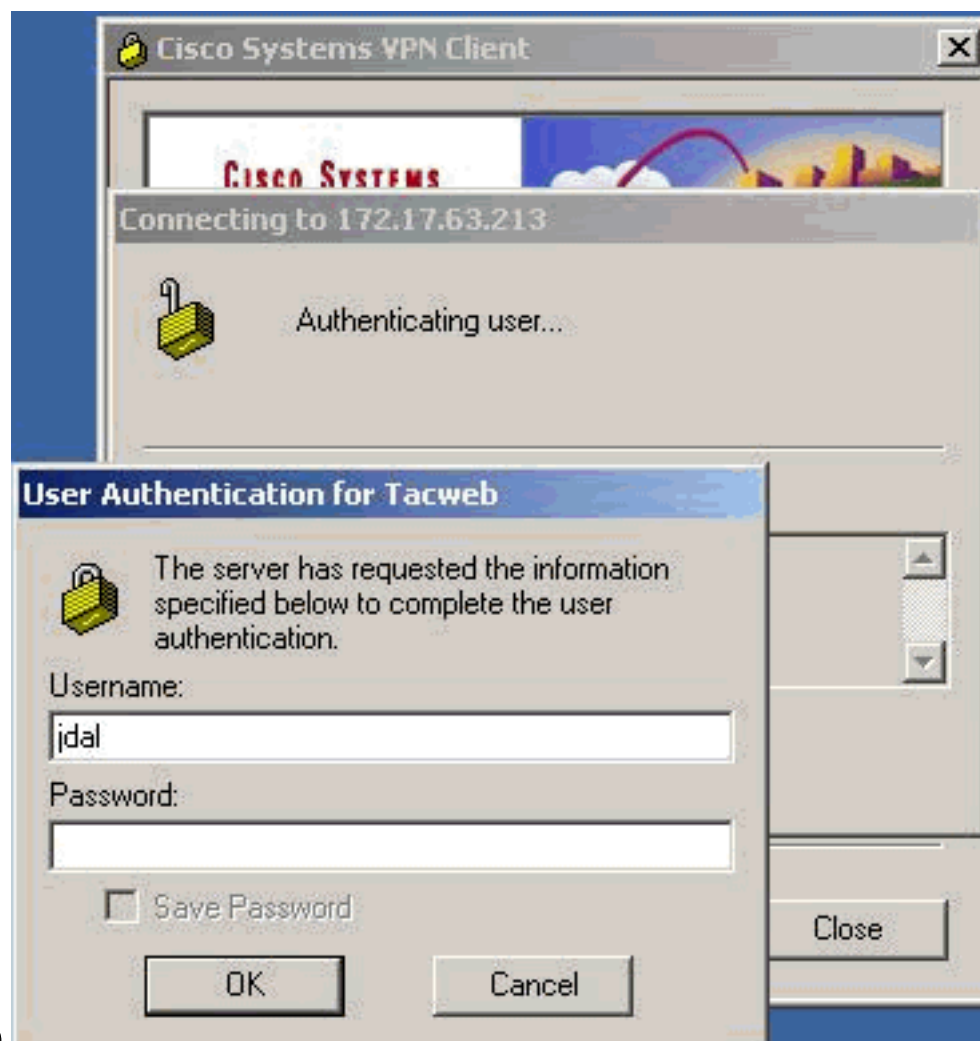 Cisco Systems VPN Client
CISCO SYSTEMS
Connecting to 172.17.63.213
Authenticating user...
User Authentication for Tacweb
The server has requested the information
specified below to complete the user
authentication.
Username:
jdal
Password:
Save Password
OK
Cancel
Close